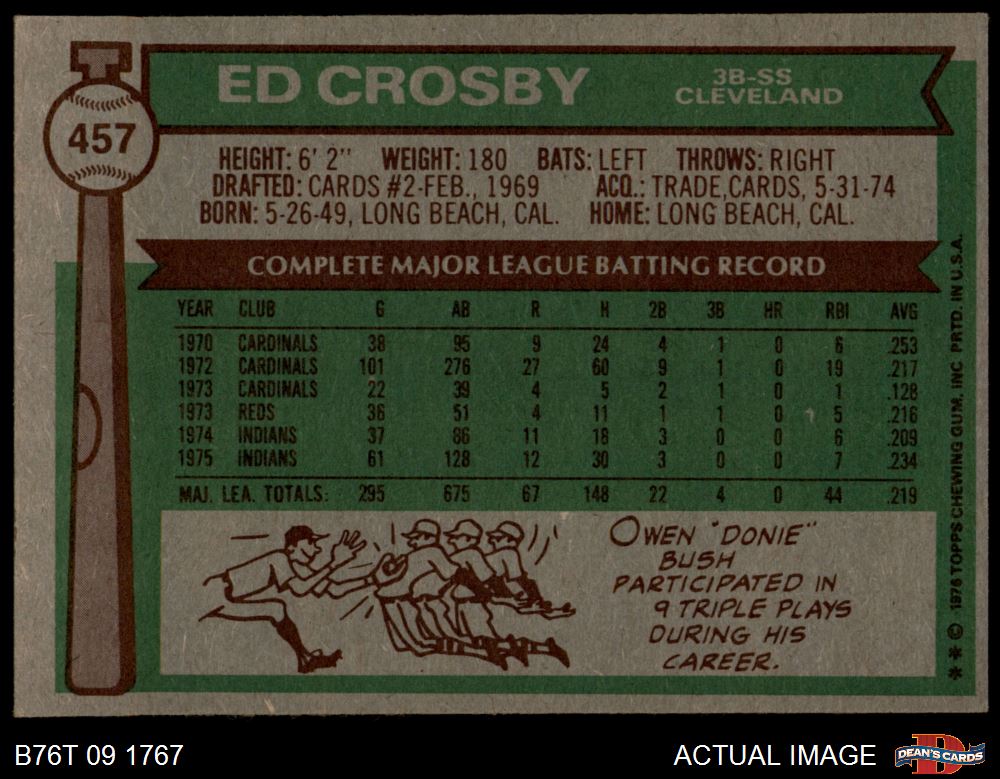 457
ED CROSBY
3B-SS
CLEVELAND
HEIGHT: 6' 2" WEIGHT: 180 BATS: LEFT THROWS: RIGHT
DRAFTED: CARDS #2-FEB., 1969 ACQ.: TRADE,CARDS, 5-31-74
BORN: 5-26-49, LONG BEACH, CAL. HOME: LONG BEACH, CAL.
COMPLETE MAJOR LEAGUE BATTING RECORD
YEAR CLUB G AB R H 2B 3B HR RBI AVG
1970 CARDINALS 38 95 9 24 4 1 0 6 .253
1972 CARDINALS 101 276 27 60 9 1 0 19 .217
1973 CARDINALS 22 39 4 5 2 1 0 1 .128
1973 REDS 36 51 4 11 1 1 0 5 .216
1974 INDIANS 37 86 11 18 3 0 0 6 .209
1975 INDIANS 61 128 12 30 3 0 0 7 .234
MAJ. LEA. TOTALS: 295 675 67 148 22 4 0 44 .219
OWEN "DONIE"
BUSH
PARTICIPATED IN
9 TRIPLE PLAYS
DURING HIS
CAREER.
** © 1976 TOPPS CHEWING GUM, INC PRTD. IN U.S.A.
B76T 09 1767
ACTUAL IMAGE
DEAN'S CARDS